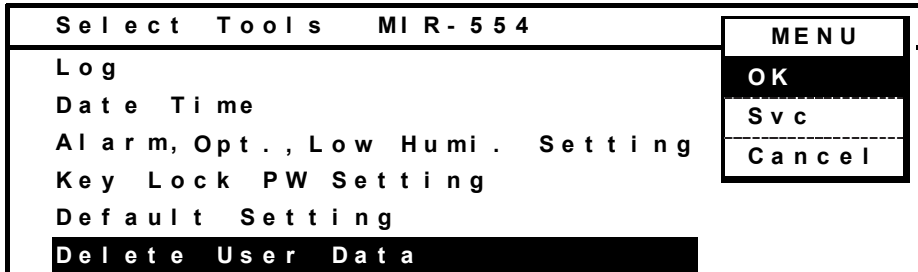 Select Tools MIR-554
Log
Date Time
Alarm, Opt., Low Humi. Setting
Key Lock PW Setting
Default Setting
Delete User Data
MENU
OK
Svc
Cancel